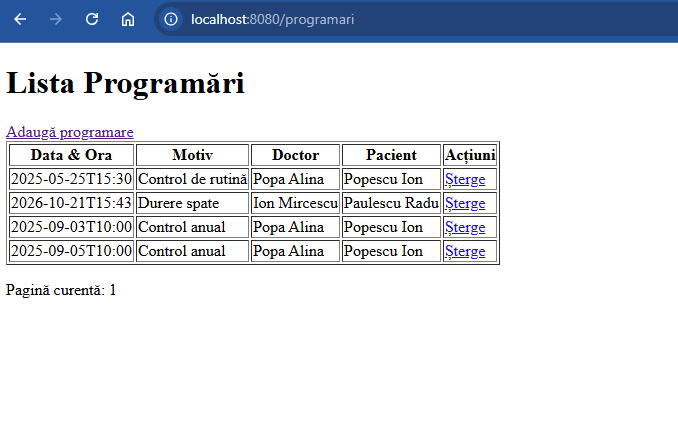 localhost:8080/programari
Lista Programări
Adaugă programare
Data & Ora Motiv Doctor Pacient Acțiuni
2025-05-25T15:30 Control de rutină Popa Alina Popescu Ion Șterge
2026-10-21T15:43 Durere spate Ion Mircescu Paulescu Radu Șterge
2025-09-03T10:00 Control anual Popa Alina Popescu Ion Șterge
2025-09-05T10:00 Control anual Popa Alina Popescu Ion Șterge
Pagină curentă: 1